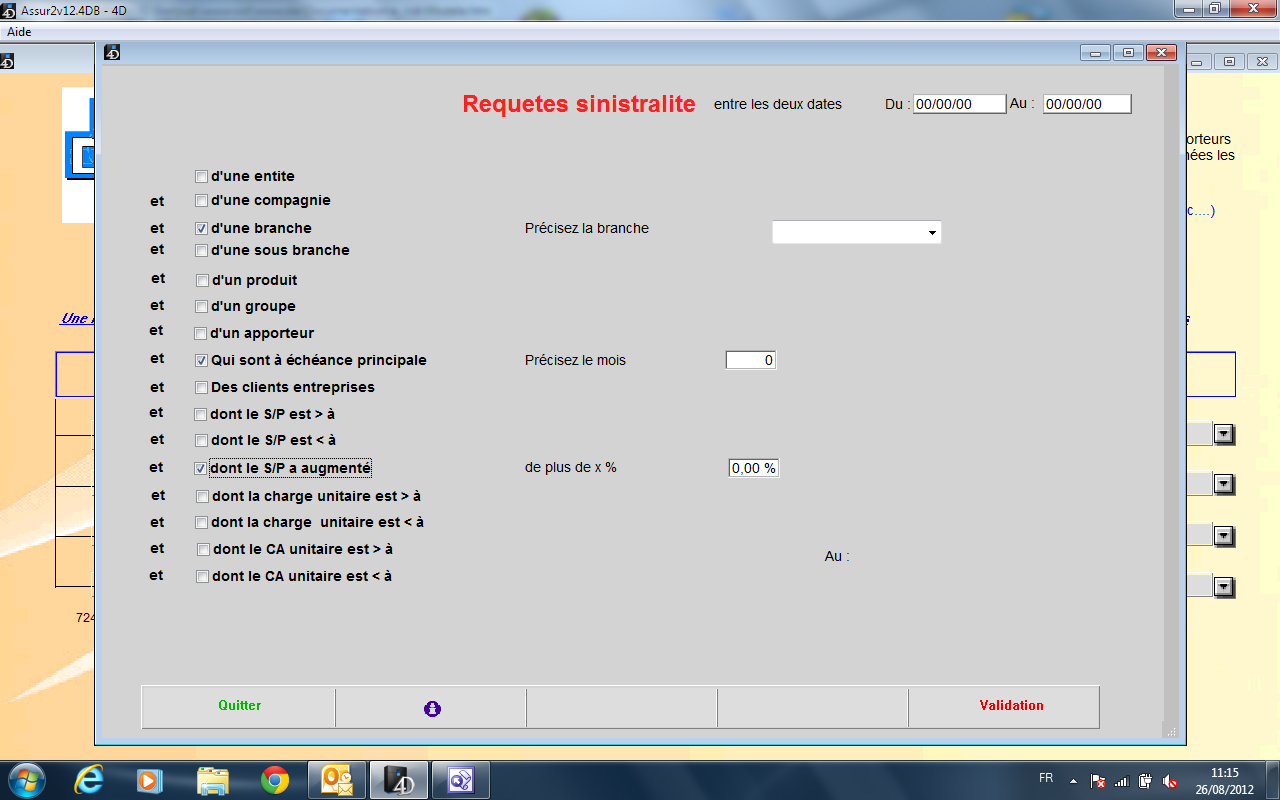 Assur2v12.4DB - 4D
Aide
Requetes sinistralite entre les deux dates Du : 00/00/00 Au : 00/00/00
orteurs
ées les
d'une entite
et d'une compagnie
c....)
et d'une branche Précisez la branche
et d'une sous branche
et d'un produit
et d'un groupe
Une
et d'un apporteur
et Qui sont à échéance principale Précisez le mois 0
et Des clients entreprises
et dont le S/P est > à
et dont le S/P est < à
et dont le S/P a augmenté de plus de x % 0,00 %
et dont la charge unitaire est > à
et dont la charge unitaire est < à
et dont le CA unitaire est > à
Au :
et dont le CA unitaire est < à
724
Quitter Validation
FR 11:15
26/08/2012